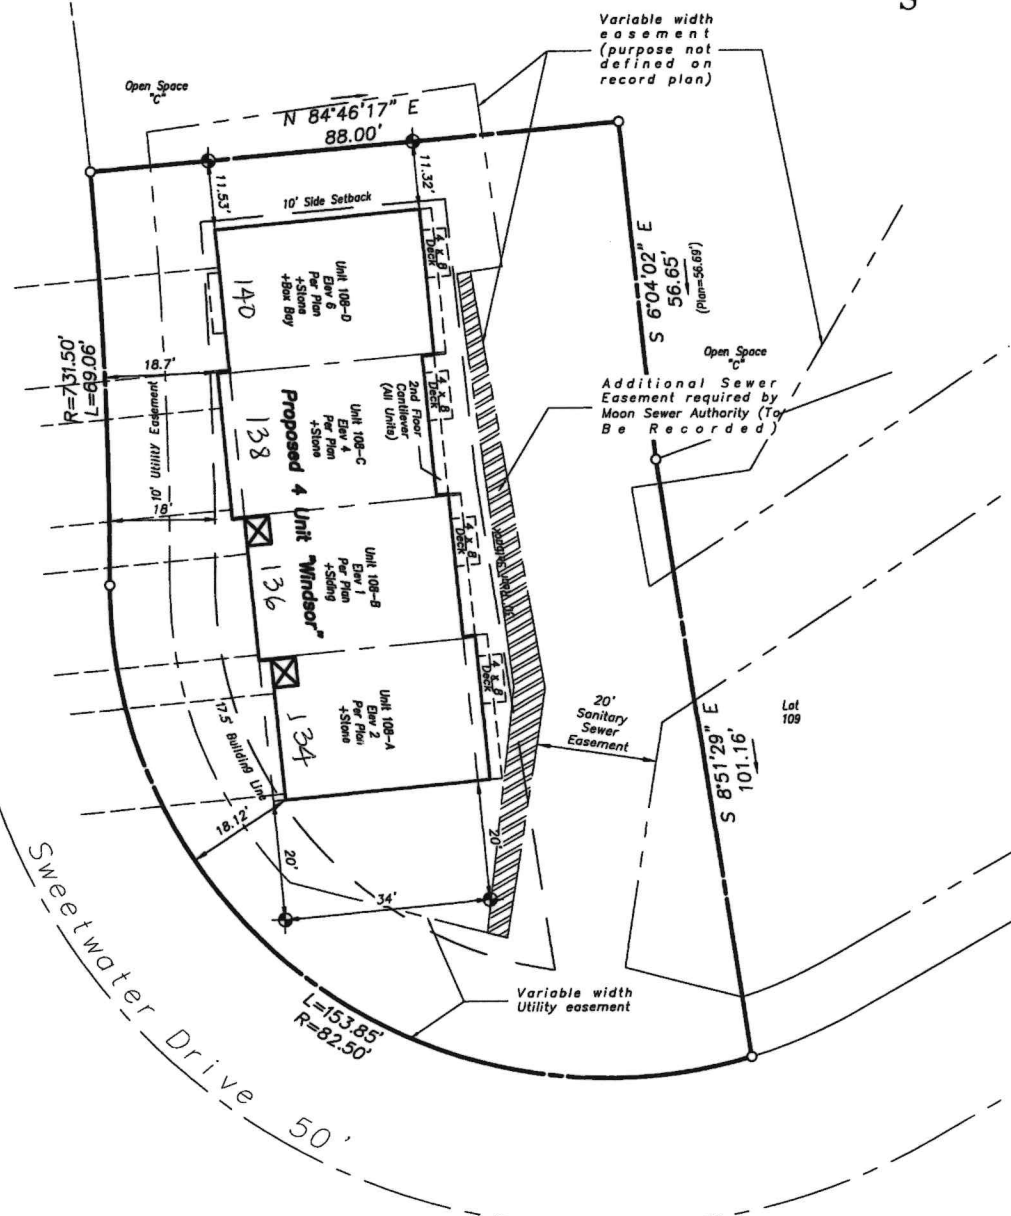 S
Variable width
easement
(purpose not
defined on
record plan)
Open Space
"C"
N 84°46'17" E
88.00'
11.53'
11.32'
10' Side Setback
4 x 8
Deck
Unit 108-D
Elev 6
Per Plan
+Stone
+Box Bay
140
S 6°04'02" E
56.65'
(Plan=56.69')
Open Space
"C"
R=731.50'
L=69.06'
18.7'
10' Utility Easement
18'
4 x 8
Deck
2nd Floor
Cantilever
(All Units)
Unit 108-C
Elev 4
Per Plan
+Stone
138
Additional Sewer
Easement required by
Moon Sewer Authority (To
Be Recorded)
Proposed 4 Unit "Windsor"
4 x 8
Deck
Unit 108-B
Elev 1
Per Plan
+Siding
136
4 x 8
Deck
Unit 108-A
Elev 2
Per Plan
+Stone
134
20'
Sanitary
Sewer
Easement
Lot
109
S 8°51'29" E
101.16'
17.5' Building Line
18.12'
20'
20'
34'
Variable width
Utility easement
L=153.85'
R=82.50'
Sweetwater Drive 50'